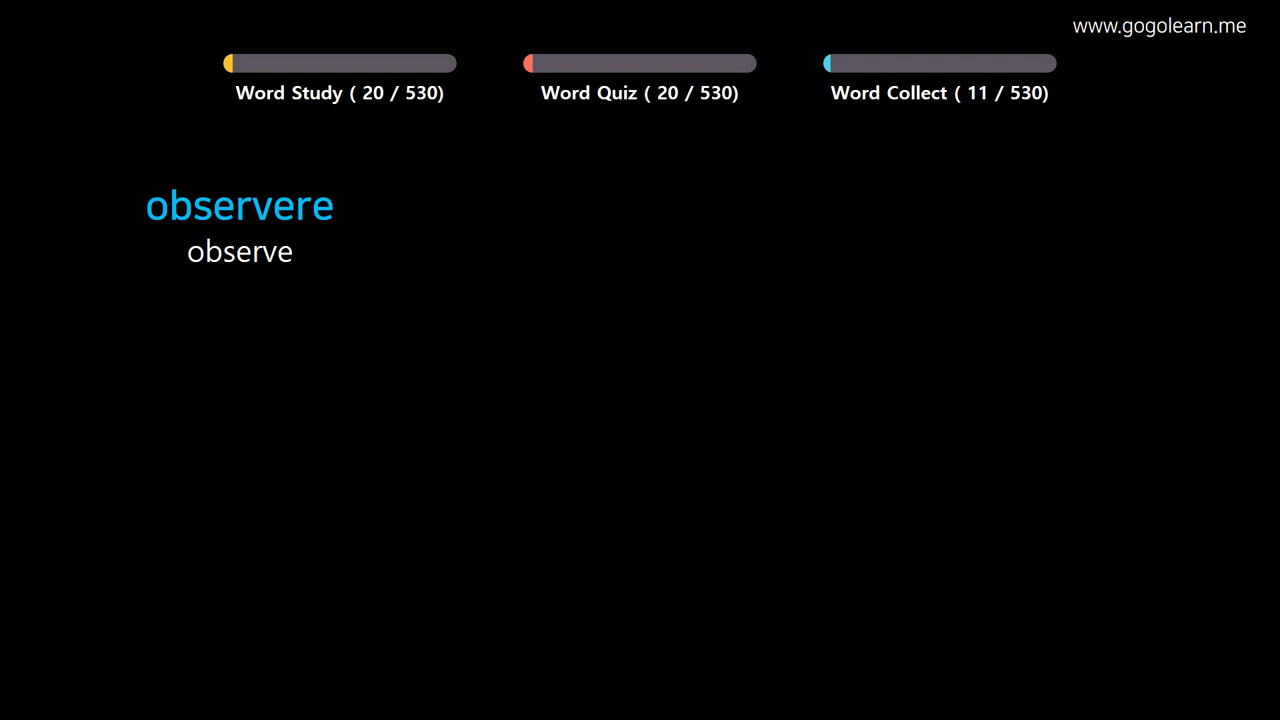 www.gogolearn.me
Word Study ( 20 / 530)
Word Quiz ( 20 / 530)
Word Collect ( 11 / 530)
observere
observe